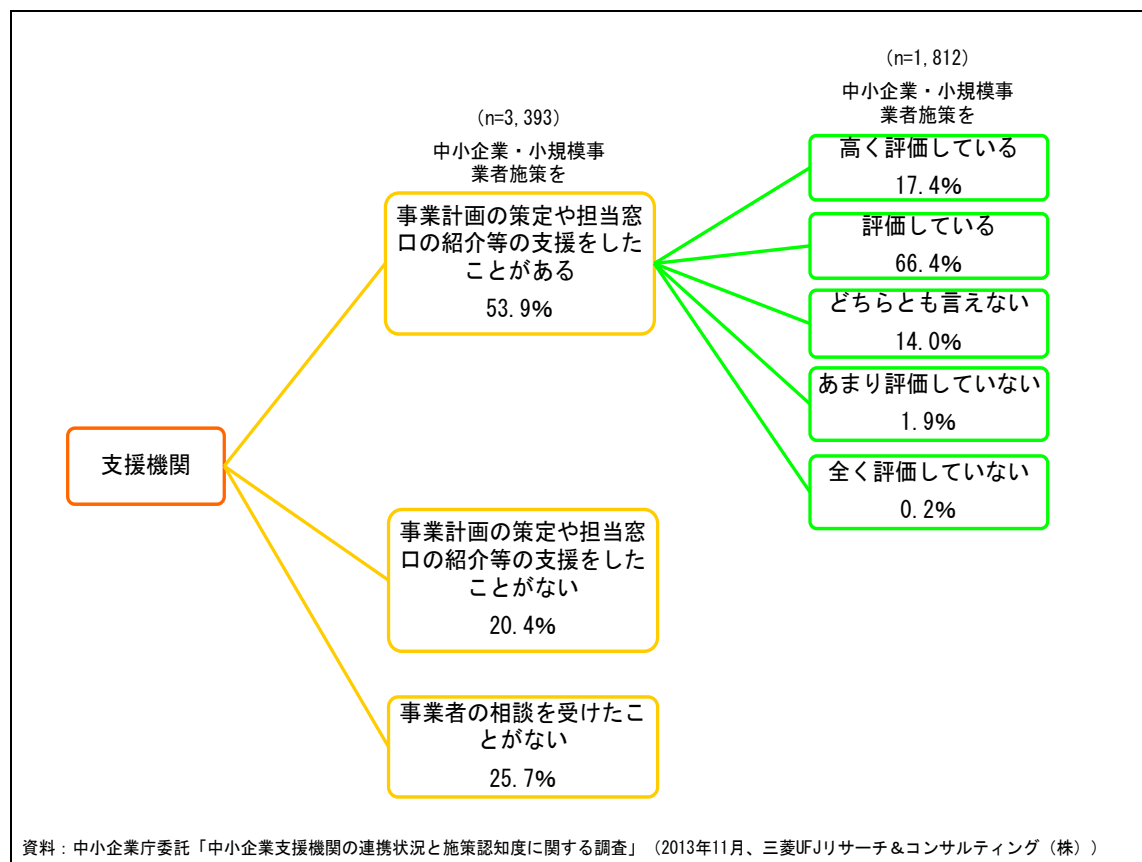 支援機関
(n=3,393)
中小企業・小規模事
業者施策を
事業計画の策定や担当窓
口の紹介等の支援をした
ことがある
53.9%
事業計画の策定や担当窓
口の紹介等の支援をした
ことがない
20.4%
事業者の相談を受けたこ
とがない
25.7%
(n=1,812)
中小企業・小規模事
業者施策を
高く評価している
17.4%
評価している
66.4%
どちらとも言えない
14.0%
あまり評価していない
1.9%
全く評価していない
0.2%
資料:中小企業庁委託「中小企業支援機関の連携状況と施策認知度に関する調査」(2013年11月、三菱UFJリサーチ&コンサルティング(株))